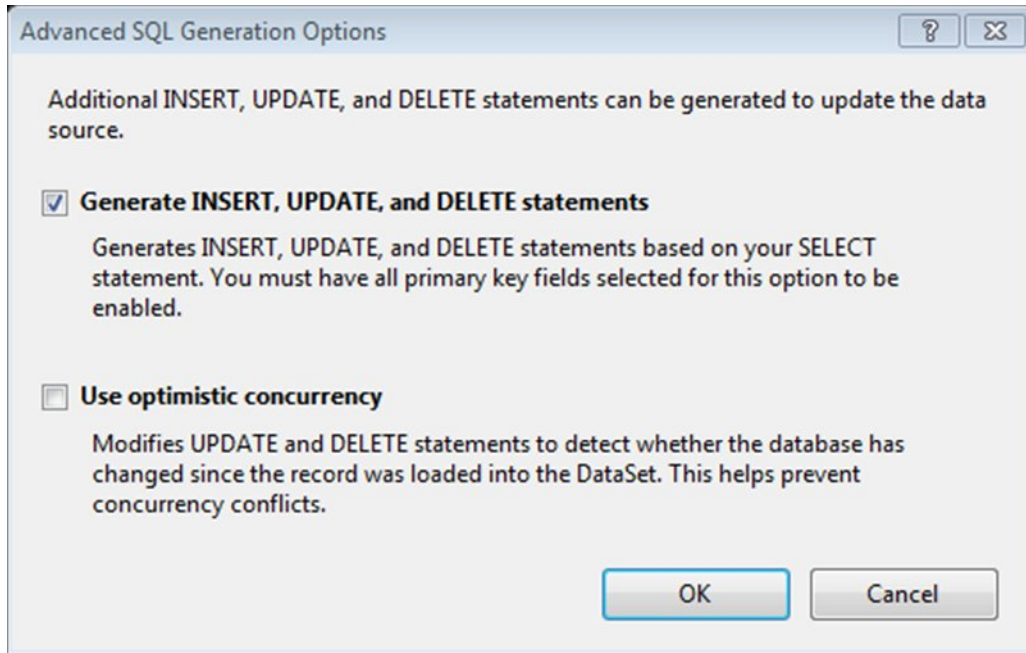 Advanced SQL Generation Options
Additional INSERT, UPDATE, and DELETE statements can be generated to update the data
source.
Generate INSERT, UPDATE, and DELETE statements
Generates INSERT, UPDATE, and DELETE statements based on your SELECT
statement. You must have all primary key fields selected for this option to be
enabled.
Use optimistic concurrency
Modifies UPDATE and DELETE statements to detect whether the database has
changed since the record was loaded into the DataSet. This helps prevent
concurrency conflicts.
OK Cancel